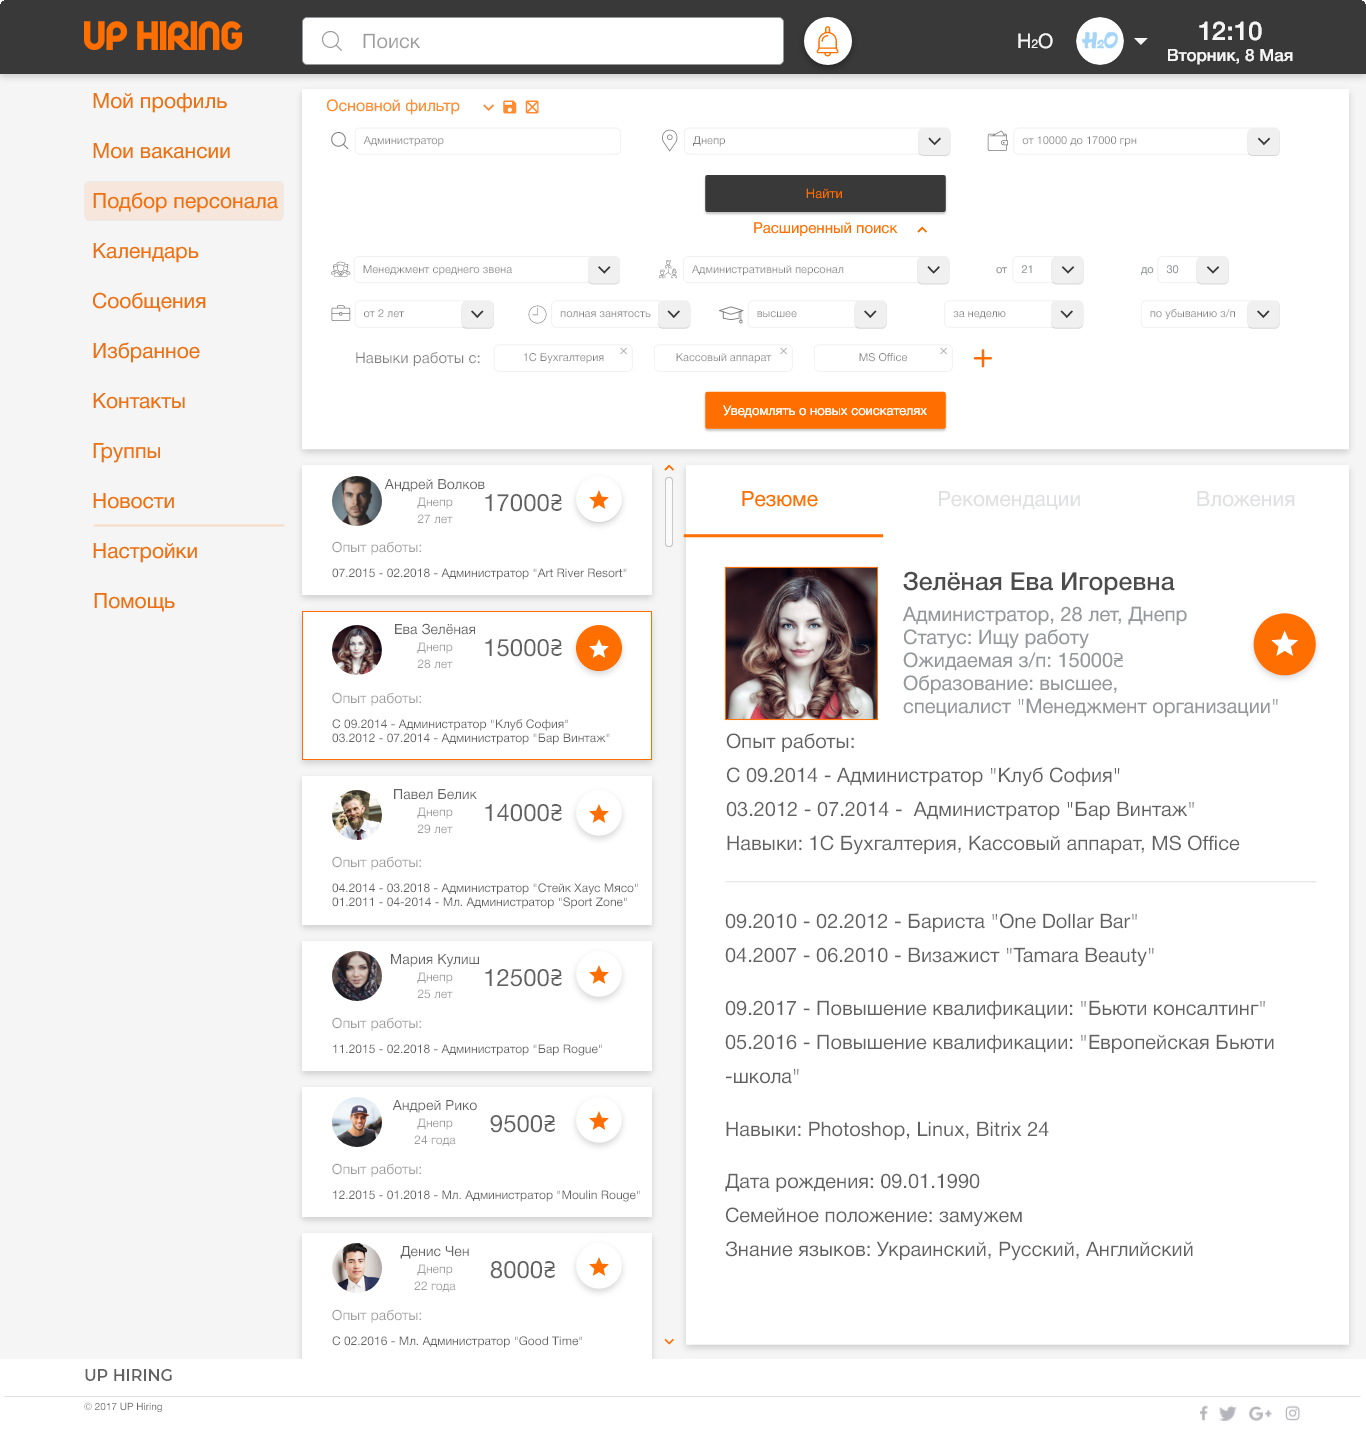 UP HIRING
Поиск
H₂O
H₂O
12:10
Вторник, 8 Мая
Мой профиль
Мои вакансии
Подбор персонала
Календарь
Сообщения
Избранное
Контакты
Группы
Новости
Настройки
Помощь
Основной фильтр
Администратор
Днепр
от 10000 до 17000 грн
Найти
Расширенный поиск
Менеджмент среднего звена
Административный персонал
от
21
до
30
от 2 лет
полная занятость
высшее
за неделю
по убыванию з/п
Навыки работы с:
1С Бухгалтерия
Кассовый аппарат
MS Office
Уведомлять о новых соискателях
Андрей Волков
Днепр
27 лет
17000₴
Опыт работы:
07.2015 - 02.2018 - Администратор "Art River Resort"
Ева Зелёная
Днепр
28 лет
15000₴
Опыт работы:
С 09.2014 - Администратор "Клуб София"
03.2012 - 07.2014 - Администратор "Бар Винтаж"
Павел Белик
Днепр
29 лет
14000₴
Опыт работы:
04.2014 - 03.2018 - Администратор "Стейк Хаус Мясо"
01.2011 - 04-2014 - Мл. Администратор "Sport Zone"
Мария Кулиш
Днепр
25 лет
12500₴
Опыт работы:
11.2015 - 02.2018 - Администратор "Бар Rogue"
Андрей Рико
Днепр
24 года
9500₴
Опыт работы:
12.2015 - 01.2018 - Мл. Администратор "Moulin Rouge"
Денис Чен
Днепр
22 года
8000₴
Опыт работы:
С 02.2016 - Мл. Администратор "Good Time"
Резюме
Рекомендации
Вложения
Зелёная Ева Игоревна
Администратор, 28 лет, Днепр
Статус: Ищу работу
Ожидаемая з/п: 15000₴
Образование: высшее,
специалист "Менеджмент организации"
Опыт работы:
С 09.2014 - Администратор "Клуб София"
03.2012 - 07.2014 - Администратор "Бар Винтаж"
Навыки: 1С Бухгалтерия, Кассовый аппарат, MS Office
09.2010 - 02.2012 - Бариста "One Dollar Bar"
04.2007 - 06.2010 - Визажист "Tamara Beauty"
09.2017 - Повышение квалификации: "Бьюти консалтинг"
05.2016 - Повышение квалификации: "Европейская Бьюти
-школа"
Навыки: Photoshop, Linux, Bitrix 24
Дата рождения: 09.01.1990
Семейное положение: замужем
Знание языков: Украинский, Русский, Английский
UP HIRING
© 2017 UP Hiring